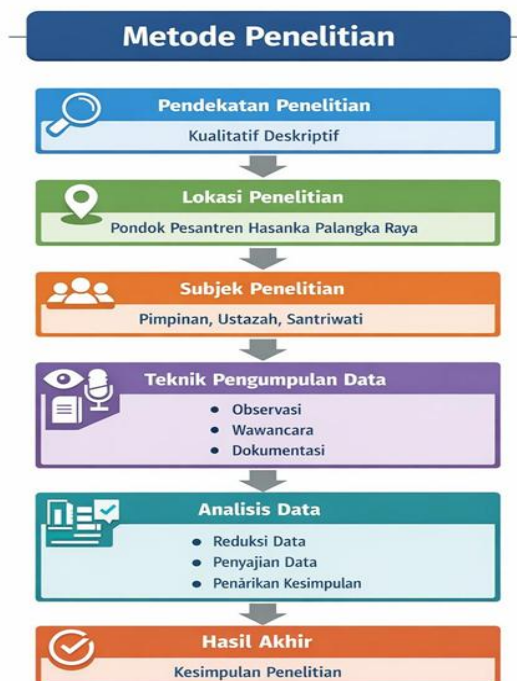 Metode Penelitian
Pendekatan Penelitian
Kualitatif Deskriptif
Lokasi Penelitian
Pondok Pesantren Hasanka Palangka Raya
Subjek Penelitian
Pimpinan, Ustazah, Santriwati
Teknik Pengumpulan Data
• Observasi
• Wawancara
• Dokumentasi
Analisis Data
• Reduksi Data
• Penyajian Data
• Penárikan Kesimpulan
Hasil Akhir
Kesimpulan Penelitian